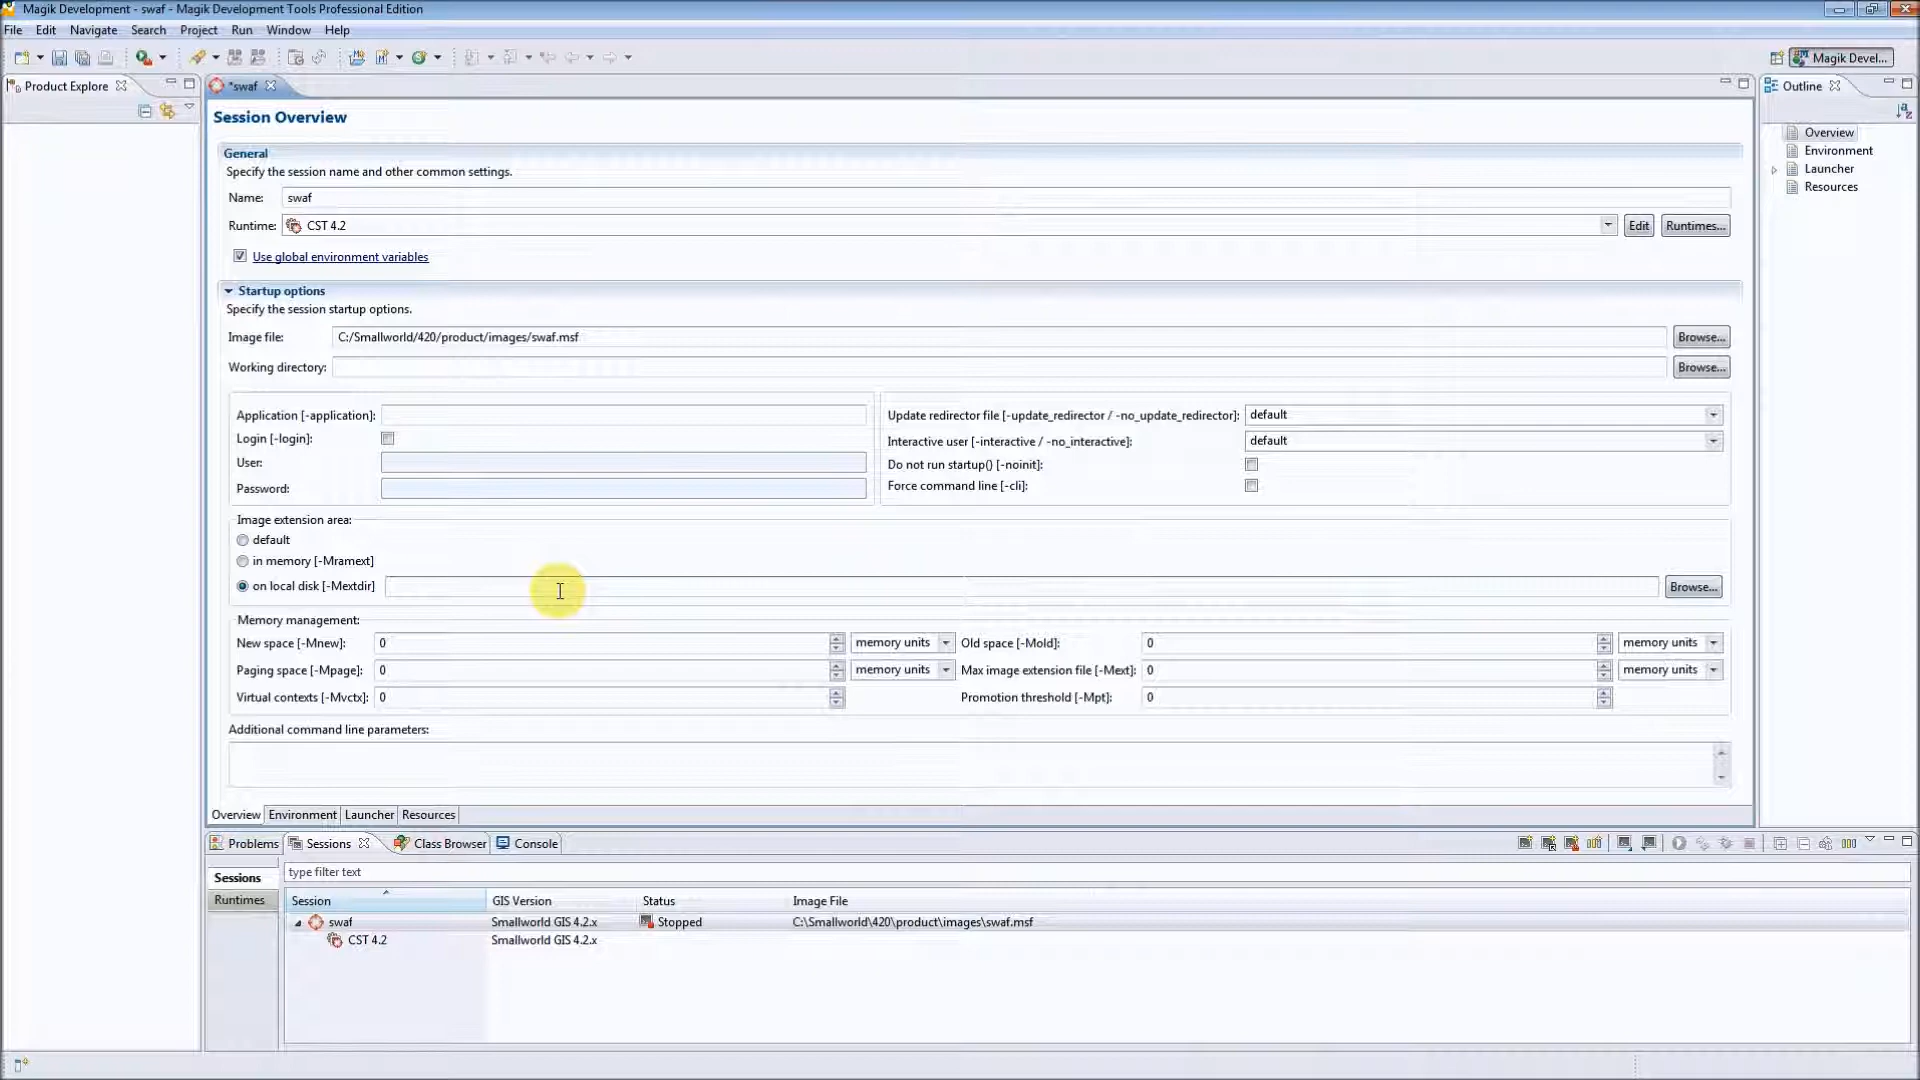 Magik Development - swaf - Magik Development Tools Professional Edition
File Edit Navigate Search Project Run Window Help
Magik Devel...
Product Explore
*swaf
Outline
Session Overview
Overview
Environment
Launcher
Resources
General
Specify the session name and other common settings.
Name: swaf
Runtime: CST 4.2 Edit Runtimes...
Use global environment variables
Startup options
Specify the session startup options.
Image file: C:/Smallworld/420/product/images/swaf.msf Browse...
Working directory: Browse...
Application [-application]:
Login [-login]:
User:
Password:
Update redirector file [-update_redirector / -no_update_redirector]: default
Interactive user [-interactive / -no_interactive]: default
Do not run startup() [-noinit]:
Force command line [-cli]:
Image extension area:
default
in memory [-Mramext]
on local disk [-Mextdir] Browse...
Memory management:
New space [-Mnew]: 0 memory units Old space [-Mold]: 0 memory units
Paging space [-Mpage]: 0 memory units Max image extension file [-Mext]: 0 memory units
Virtual contexts [-Mvctx]: 0 Promotion threshold [-Mpt]: 0
Additional command line parameters:
Overview Environment Launcher Resources
Problems Sessions Class Browser Console
Sessions
Runtimes
type filter text
Session GIS Version Status Image File
swaf Smallworld GIS 4.2.x Stopped C:\Smallworld\420\product\images\swaf.msf
CST 4.2 Smallworld GIS 4.2.x